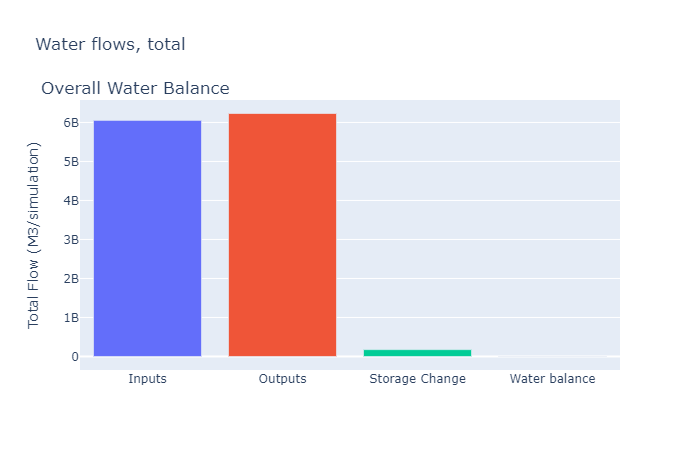 Water flows, total
Overall Water Balance
Total Flow (M3/simulation)
6B
5B
4B
3B
2B
1B
0
Inputs
Outputs
Storage Change
Water balance